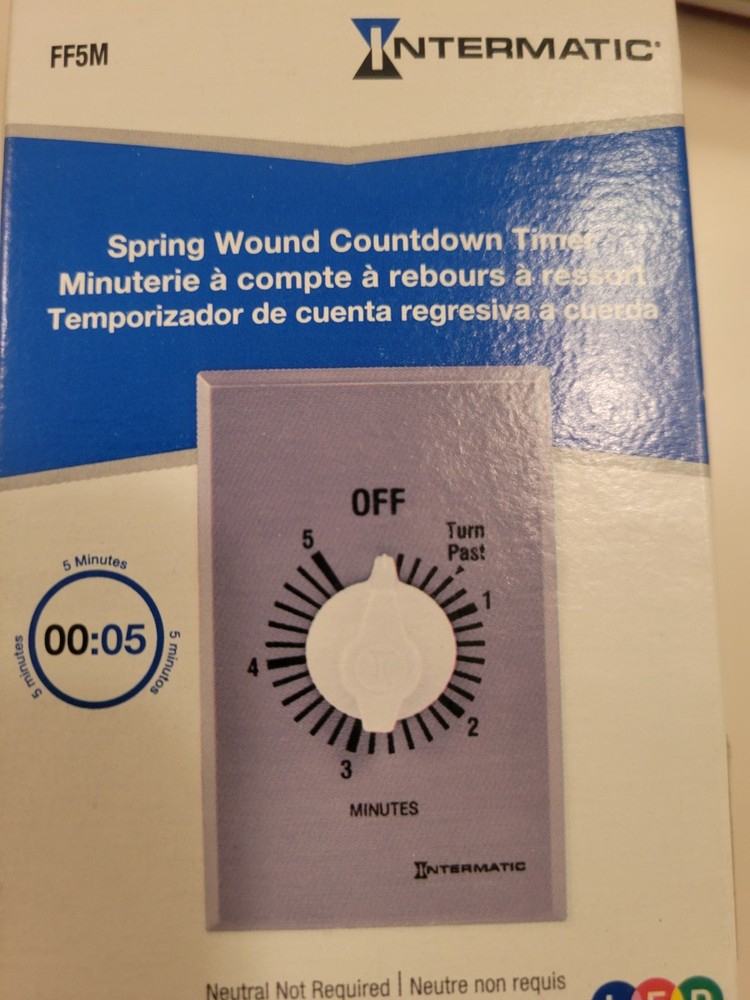 FF5M
INTERMATIC
Spring Wound Countdown Timer
Minuterie à compte à rebours à ressort
Temporizador de cuenta regresiva a cuerda
OFF
Turn
Past
5
1
4
2
3
MINUTES
INTERMATIC
5 Minutes
00:05
5 minutos
5 minutes
Neutral Not Required | Neutre non requis
LED